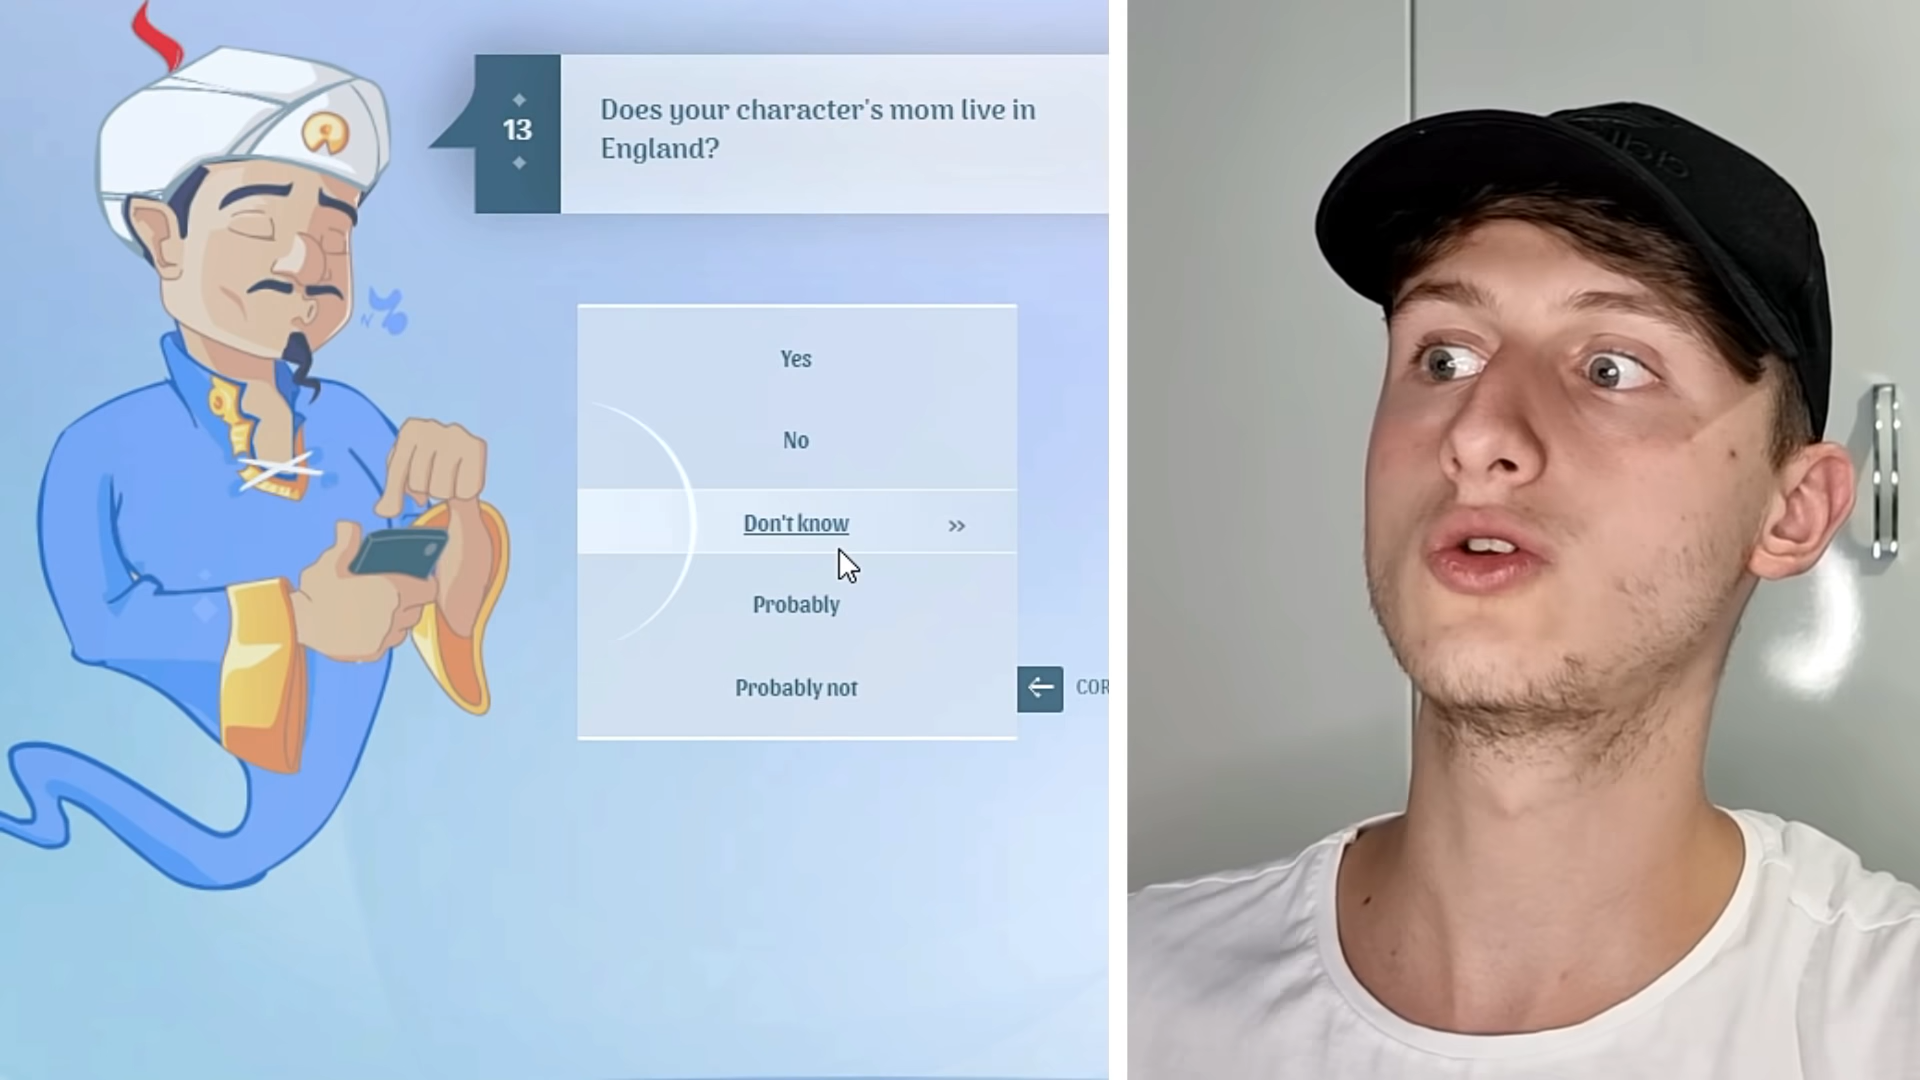 13
Does your character's mom live in
England?
Yes
No
Don't know
Probably
Probably not
COR